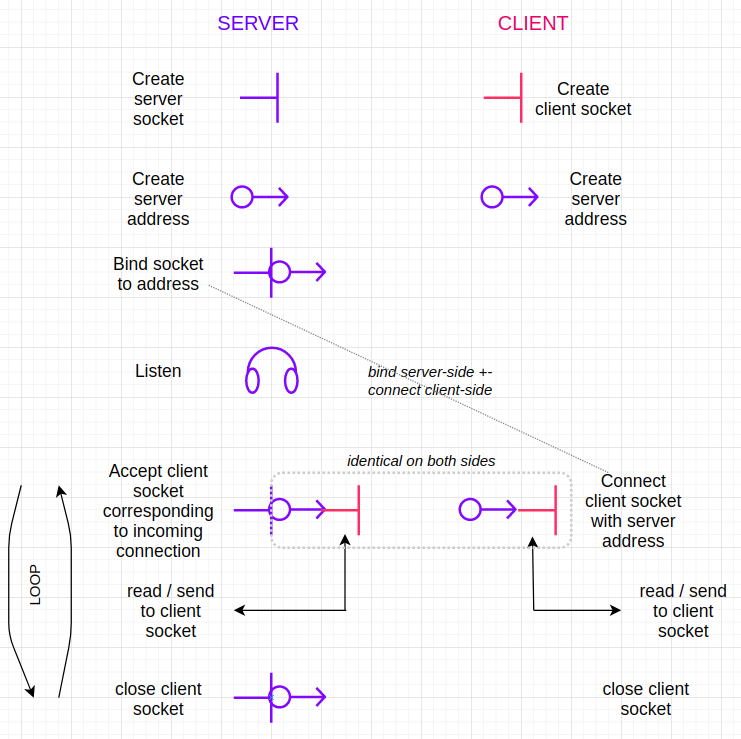 SERVER
CLIENT
Create
server
socket
Create
client socket
Create
server
address
Create
server
address
Bind socket
to address
Listen
bind server-side +-
connect client-side
identical on both sides
Accept client
socket
corresponding
to incoming
connection
Connect
client socket
with server
address
LOOP
read / send
to client
socket
read / send
to client
socket
close client
socket
close client
socket